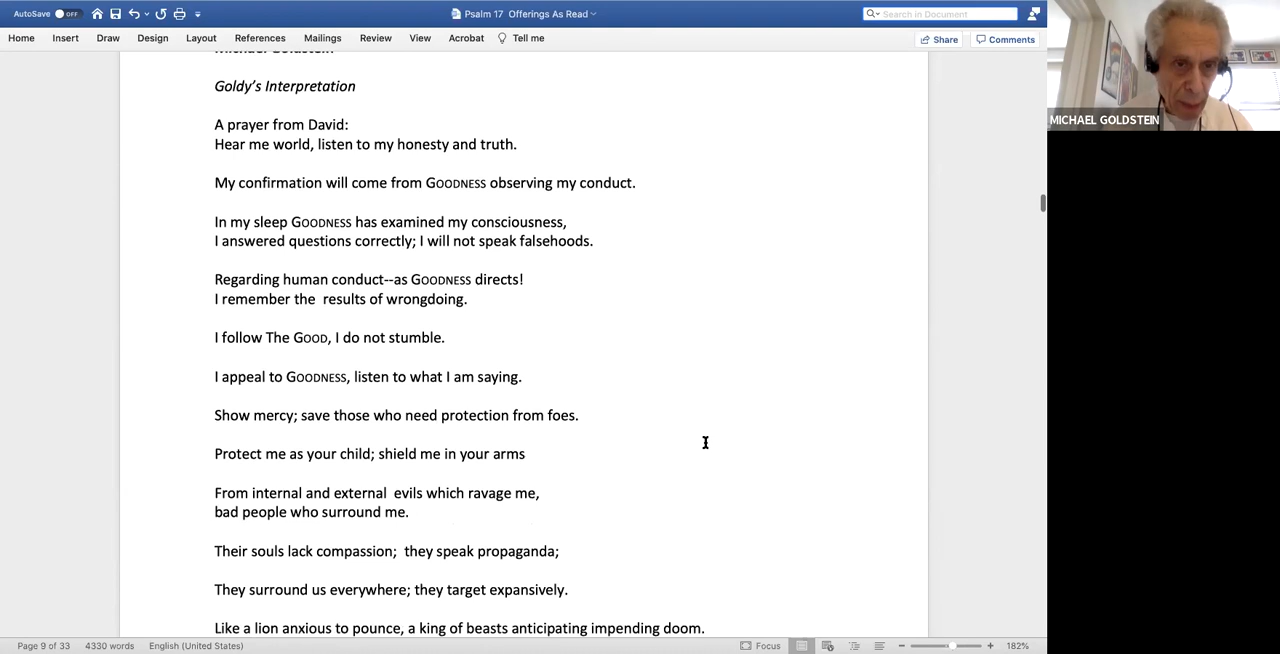 AutoSave OFF
Psalm 17 Offerings As Read
Search in Document
Home Insert Draw Design Layout References Mailings Review View Acrobat Tell me
Share Comments
Michael Goldstein
Goldy's Interpretation
A prayer from David:
Hear me world, listen to my honesty and truth.
My confirmation will come from GOODNESS observing my conduct.
In my sleep GOODNESS has examined my consciousness,
I answered questions correctly; I will not speak falsehoods.
Regarding human conduct--as GOODNESS directs!
I remember the  results of wrongdoing.
I follow The GOOD, I do not stumble.
I appeal to GOODNESS, listen to what I am saying.
Show mercy; save those who need protection from foes.
Protect me as your child; shield me in your arms
From internal and external  evils which ravage me,
bad people who surround me.
Their souls lack compassion;  they speak propaganda;
They surround us everywhere; they target expansively.
Like a lion anxious to pounce, a king of beasts anticipating impending doom.
Page 9 of 33 4330 words English (United States) Focus 182%
MICHAEL GOLDSTEIN